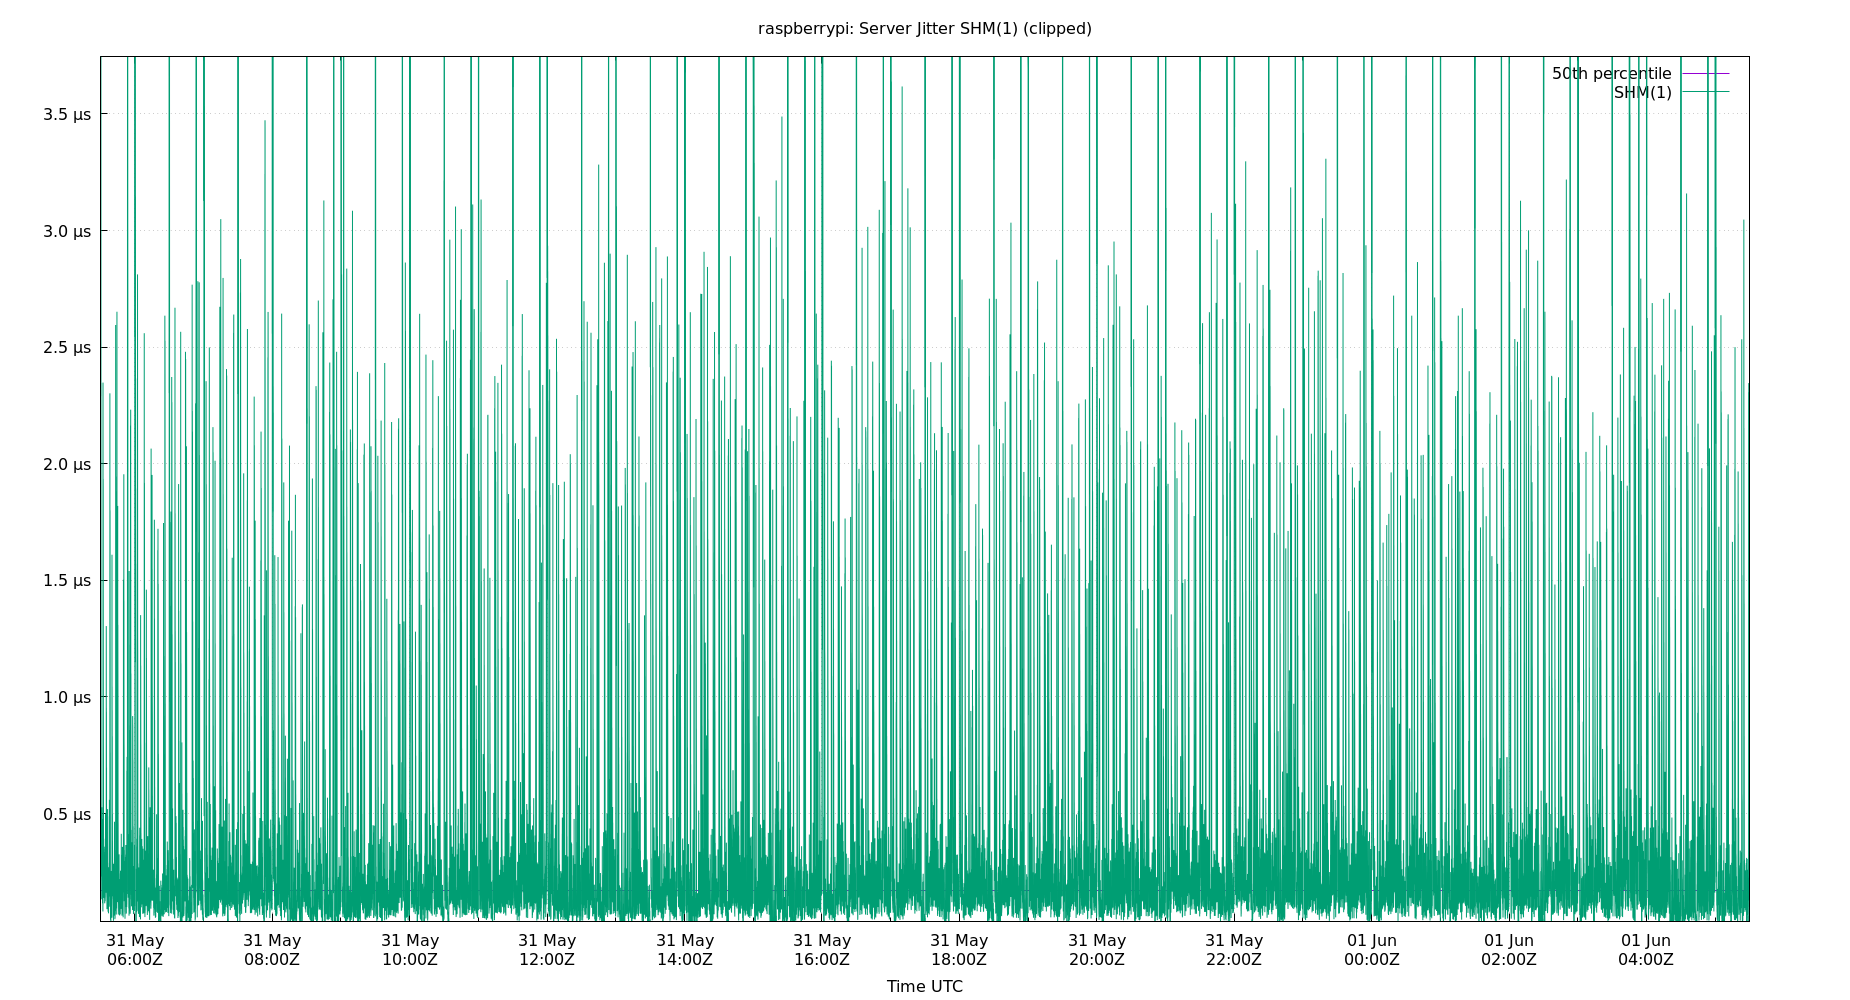 raspberrypi: Server Jitter SHM(1) (clipped)
50th percentile
SHM(1)
3.5 µs
3.0 µs
2.5 µs
2.0 µs
1.5 µs
1.0 µs
0.5 µs
31 May 31 May 31 May 31 May 31 May 31 May 31 May 31 May 31 May 01 Jun 01 Jun 01 Jun
06:00Z 08:00Z 10:00Z 12:00Z 14:00Z 16:00Z 18:00Z 20:00Z 22:00Z 00:00Z 02:00Z 04:00Z
Time UTC